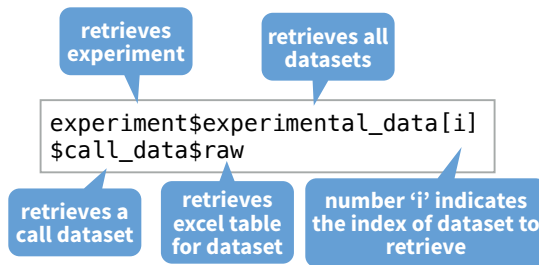 retrieves
experiment
retrieves all
datasets
experiment$experimental_data[i]
$call_data$raw
retrieves a
call dataset
retrieves
excel table
for dataset
number ‘i’ indicates
the index of dataset to
retrieve